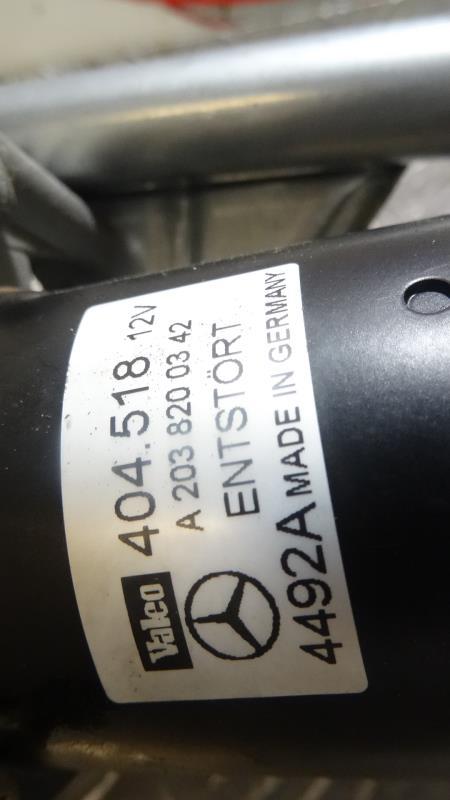 Valeo 404.518 12V
A 203 820 03 42
ENTSTÖRT
4492A MADE IN GERMANY